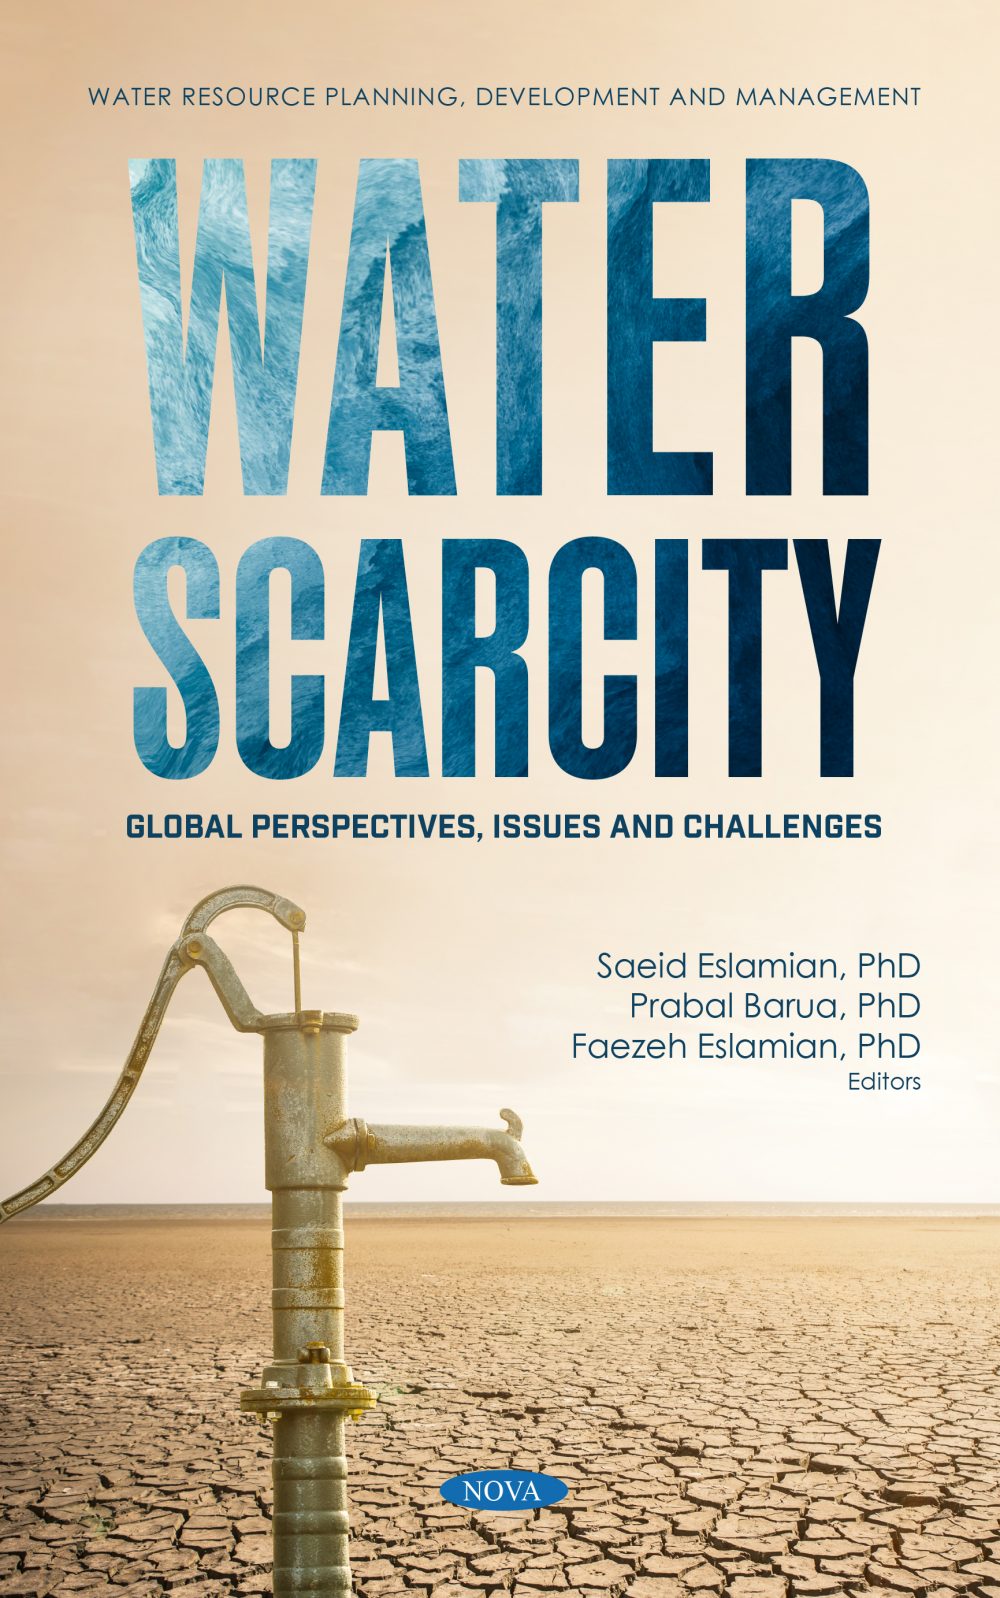 WATER RESOURCE PLANNING, DEVELOPMENT AND MANAGEMENT
WATER
SCARCITY
GLOBAL PERSPECTIVES, ISSUES AND CHALLENGES
Saeid Eslamian, PhD
Prabal Barua, PhD
Faezeh Eslamian, PhD
Editors
NOVA